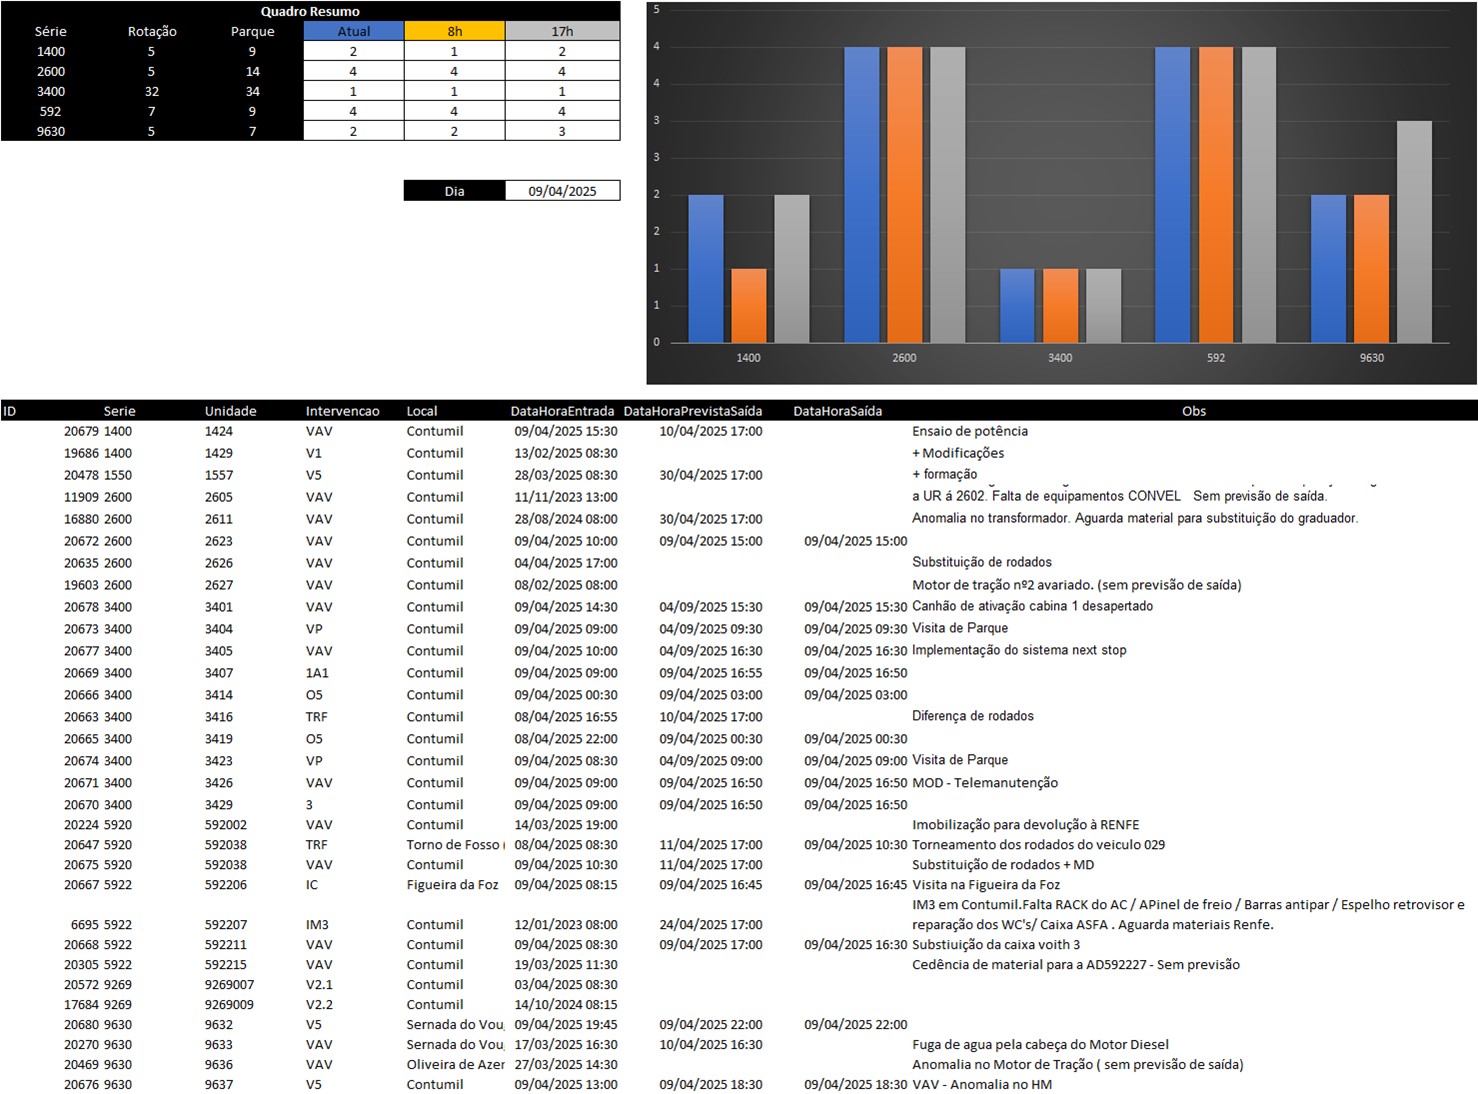 Quadro Resumo
Série Rotação Parque Atual 8h 17h
1400 5 9 2 1 2
2600 5 14 4 4 4
3400 32 34 1 1 1
592 7 9 4 4 4
9630 5 7 2 2 3
Dia 09/04/2025
5
4
4
3
3
2
2
1
1
0
1400 2600 3400 592 9630
ID Serie Unidade Intervencao Local DataHoraEntrada DataHoraPrevistaSaída DataHoraSaída Obs
20679 1400 1424 VAV Contumil 09/04/2025 15:30 10/04/2025 17:00 Ensaio de potência
19686 1400 1429 V1 Contumil 13/02/2025 08:30 + Modificações
20478 1550 1557 V5 Contumil 28/03/2025 08:30 30/04/2025 17:00 + formação
11909 2600 2605 VAV Contumil 11/11/2023 13:00 a UR á 2602. Falta de equipamentos CONVEL Sem previsão de saída.
16880 2600 2611 VAV Contumil 28/08/2024 08:00 30/04/2025 17:00 Anomalia no transformador. Aguarda material para substituição do graduador.
20672 2600 2623 VAV Contumil 09/04/2025 10:00 09/04/2025 15:00 09/04/2025 15:00
20635 2600 2626 VAV Contumil 04/04/2025 17:00 Substituição de rodados
19603 2600 2627 VAV Contumil 08/02/2025 08:00 Motor de tração nº2 avariado. (sem previsão de saída)
20678 3400 3401 VAV Contumil 09/04/2025 14:30 04/09/2025 15:30 09/04/2025 15:30 Canhão de ativação cabina 1 desapertado
20673 3400 3404 VP Contumil 09/04/2025 09:00 04/09/2025 09:30 09/04/2025 09:30 Visita de Parque
20677 3400 3405 VAV Contumil 09/04/2025 10:00 04/09/2025 16:30 09/04/2025 16:30 Implementação do sistema next stop
20669 3400 3407 1A1 Contumil 09/04/2025 09:00 09/04/2025 16:55 09/04/2025 16:50
20666 3400 3414 O5 Contumil 09/04/2025 00:30 09/04/2025 03:00 09/04/2025 03:00
20663 3400 3416 TRF Contumil 08/04/2025 16:55 10/04/2025 17:00 Diferença de rodados
20665 3400 3419 O5 Contumil 08/04/2025 22:00 09/04/2025 00:30 09/04/2025 00:30
20674 3400 3423 VP Contumil 09/04/2025 08:30 04/09/2025 09:00 09/04/2025 09:00 Visita de Parque
20671 3400 3426 VAV Contumil 09/04/2025 09:00 09/04/2025 16:50 09/04/2025 16:50 MOD - Telemanutenção
20670 3400 3429 3 Contumil 09/04/2025 09:00 09/04/2025 16:50 09/04/2025 16:50
20224 5920 592002 VAV Contumil 14/03/2025 19:00 Imobilização para devolução à RENFE
20647 5920 592038 TRF Torno de Fosso ( 08/04/2025 08:30 11/04/2025 17:00 09/04/2025 10:30 Torneamento dos rodados do veiculo 029
20675 5920 592038 VAV Contumil 09/04/2025 10:30 11/04/2025 17:00 Substituição de rodados + MD
20667 5922 592206 IC Figueira da Foz 09/04/2025 08:15 09/04/2025 16:45 09/04/2025 16:45 Visita na Figueira da Foz
IM3 em Contumil.Falta RACK do AC / APinel de freio / Barras antipar / Espelho retrovisor e
6695 5922 592207 IM3 Contumil 12/01/2023 08:00 24/04/2025 17:00 reparação dos WC's/ Caixa ASFA . Aguarda materiais Renfe.
20668 5922 592211 VAV Contumil 09/04/2025 08:30 09/04/2025 17:00 09/04/2025 16:30 Substiuição da caixa voith 3
20305 5922 592215 VAV Contumil 19/03/2025 11:30 Cedência de material para a AD592227 - Sem previsão
20572 9269 9269007 V2.1 Contumil 03/04/2025 08:30
17684 9269 9269009 V2.2 Contumil 14/10/2024 08:15
20680 9630 9632 V5 Sernada do Vou 09/04/2025 19:45 09/04/2025 22:00 09/04/2025 22:00
20270 9630 9633 VAV Sernada do Vou 17/03/2025 16:30 10/04/2025 16:30 Fuga de agua pela cabeça do Motor Diesel
20469 9630 9636 VAV Oliveira de Azer 27/03/2025 14:30 Anomalia no Motor de Tração ( sem previsão de saída)
20676 9630 9637 V5 Contumil 09/04/2025 13:00 09/04/2025 18:30 09/04/2025 18:30 VAV - Anomalia no HM